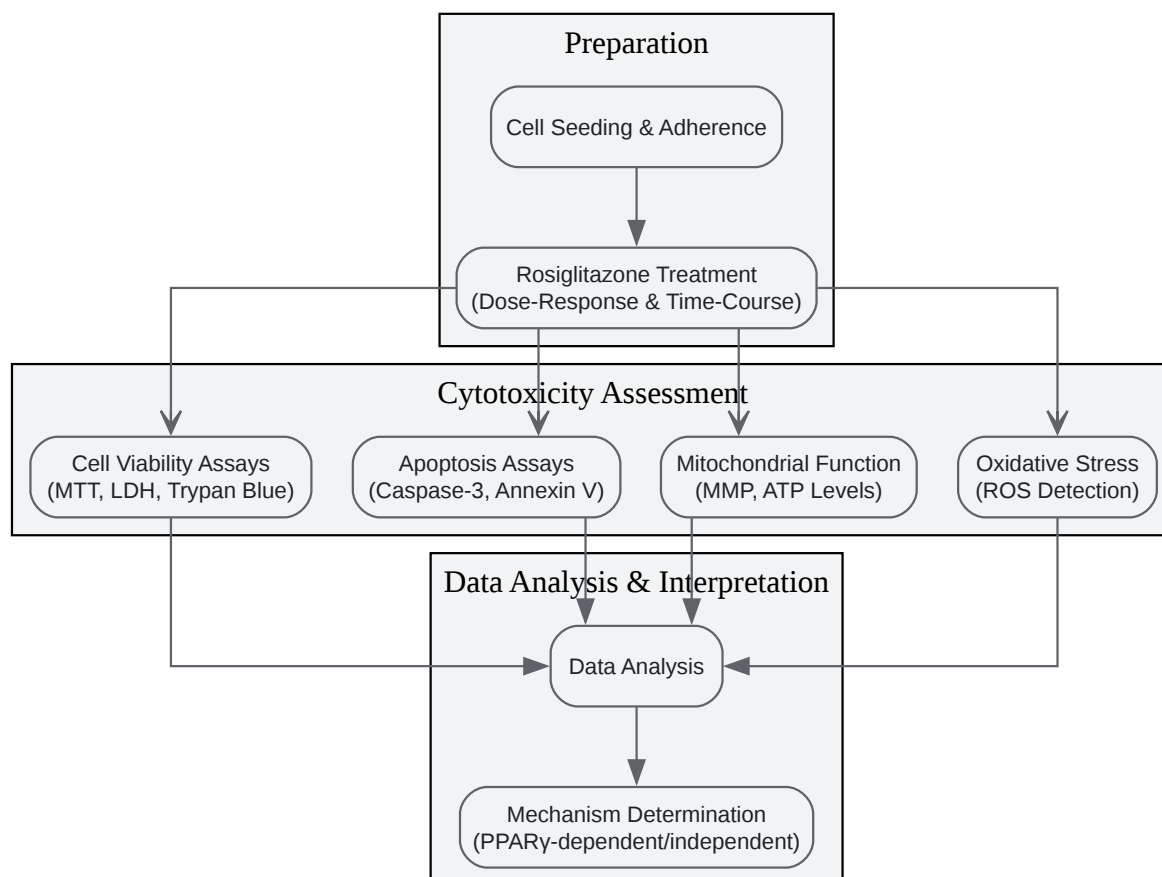 Preparation
Cell Seeding & Adherence
Rosiglitazone Treatment
(Dose-Response & Time-Course)
Cytotoxicity Assessment
Cell Viability Assays
(MTT, LDH, Trypan Blue)
Apoptosis Assays
(Caspase-3, Annexin V)
Mitochondrial Function
(MMP, ATP Levels)
Oxidative Stress
(ROS Detection)
Data Analysis & Interpretation
Data Analysis
Mechanism Determination
(PPARγ-dependent/independent)